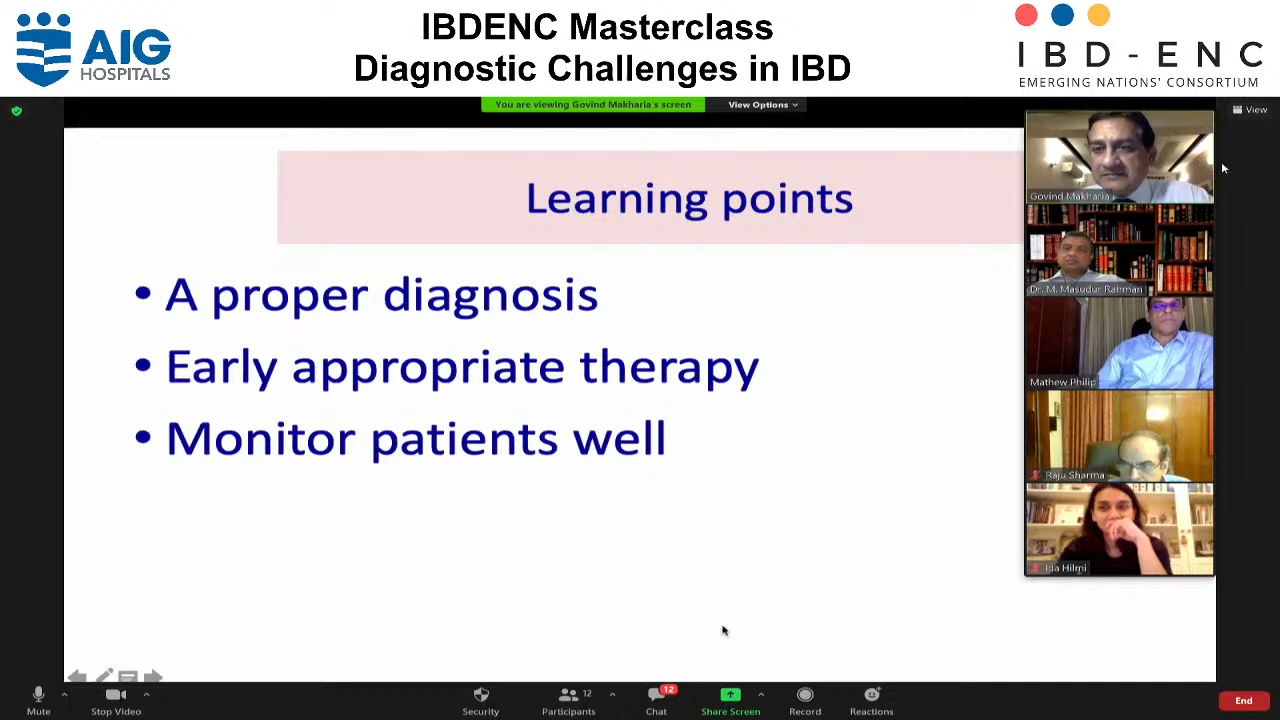 AIG
HOSPITALS
IBDENC Masterclass
Diagnostic Challenges in IBD
IBD-ENC
EMERGING NATIONS' CONSORTIUM
You are viewing Govind Makharia's screen
View Options
View
Learning points
• A proper diagnosis
• Early appropriate therapy
• Monitor patients well
Govind Makharia
Dr. M. Masudur Rahman
Mathew Philip
Raju Sharma
Ida Hilmi
Mute
Stop Video
Security
Participants
12
Chat
12
Share Screen
Record
Reactions
End